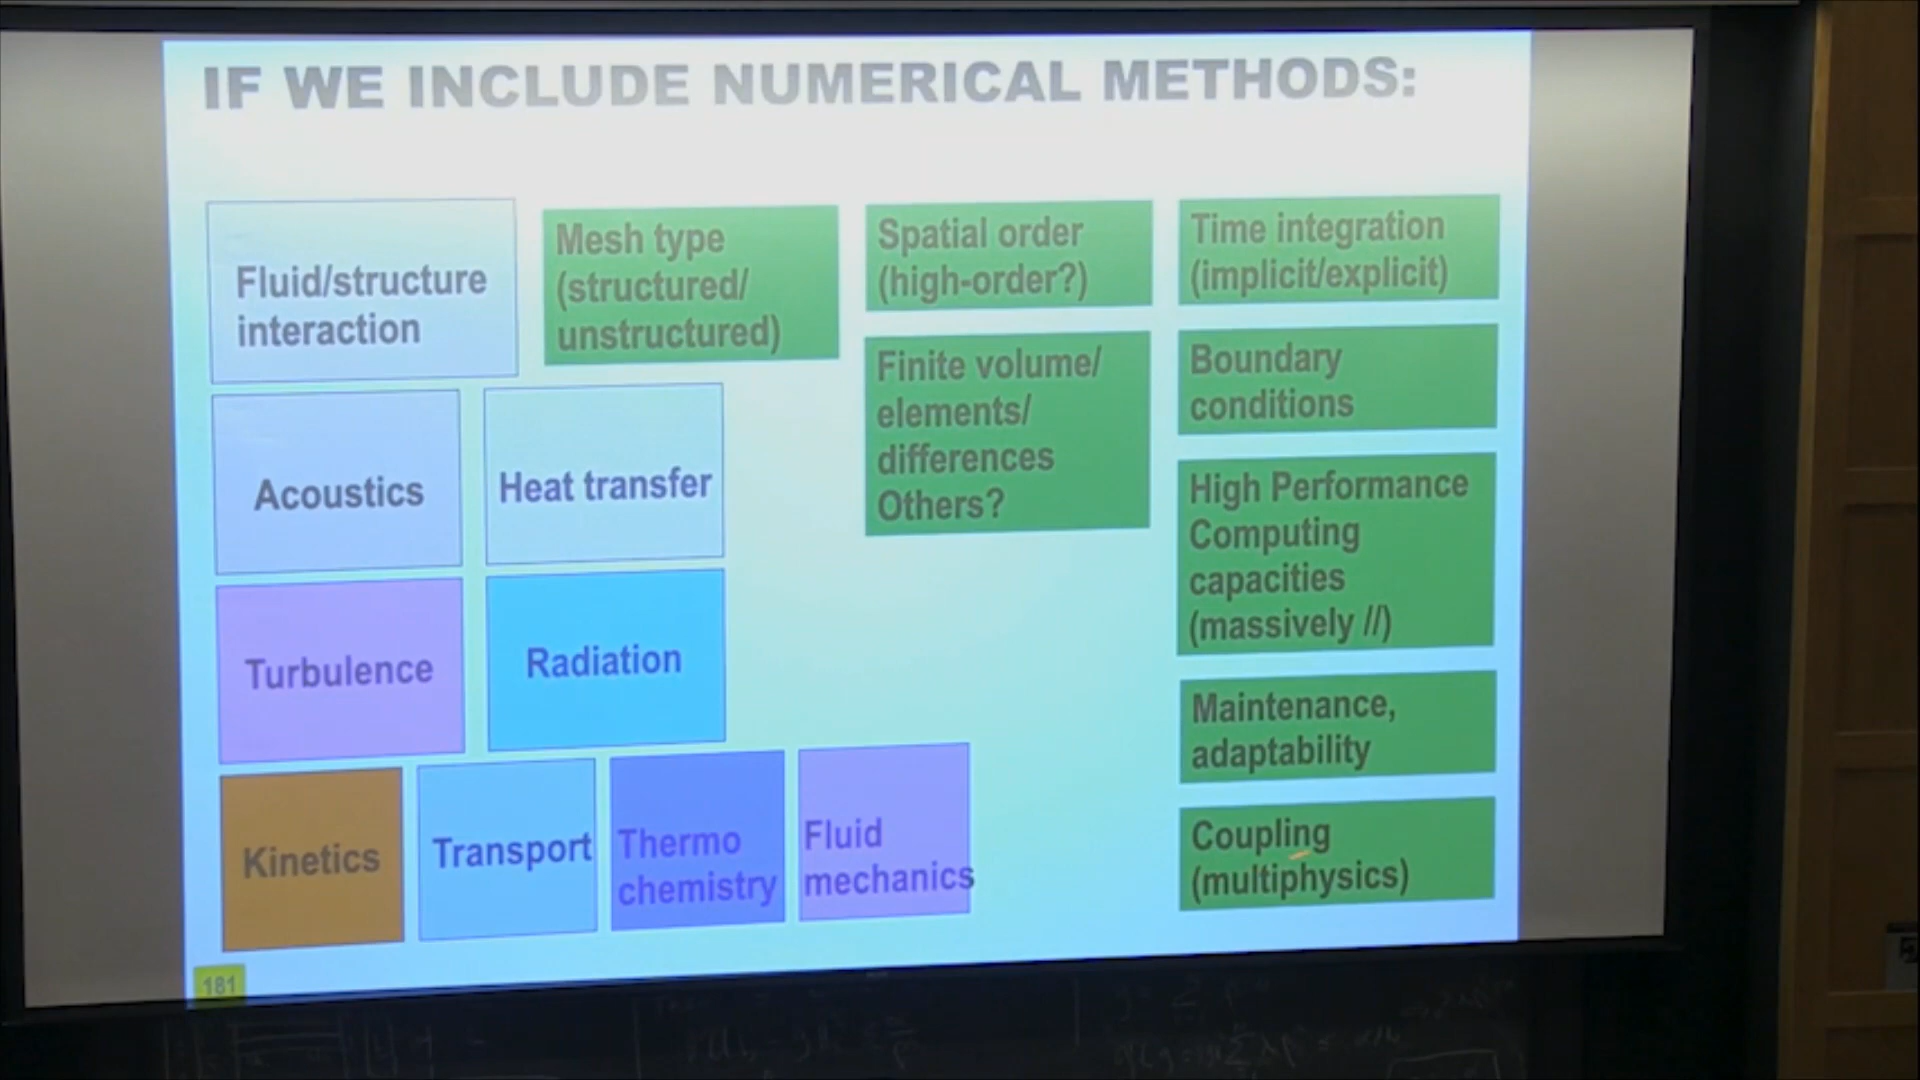 IF WE INCLUDE NUMERICAL METHODS:
Fluid/structure
interaction
Mesh type
(structured/
unstructured)
Spatial order
(high-order?)
Time integration
(implicit/explicit)
Finite volume/
elements/
differences
Others?
Boundary
conditions
Acoustics
Heat transfer
High Performance
Computing
capacities
(massively //)
Turbulence
Radiation
Maintenance,
adaptability
Kinetics
Transport
Thermo
chemistry
Fluid
mechanics
Coupling
(multiphysics)
181